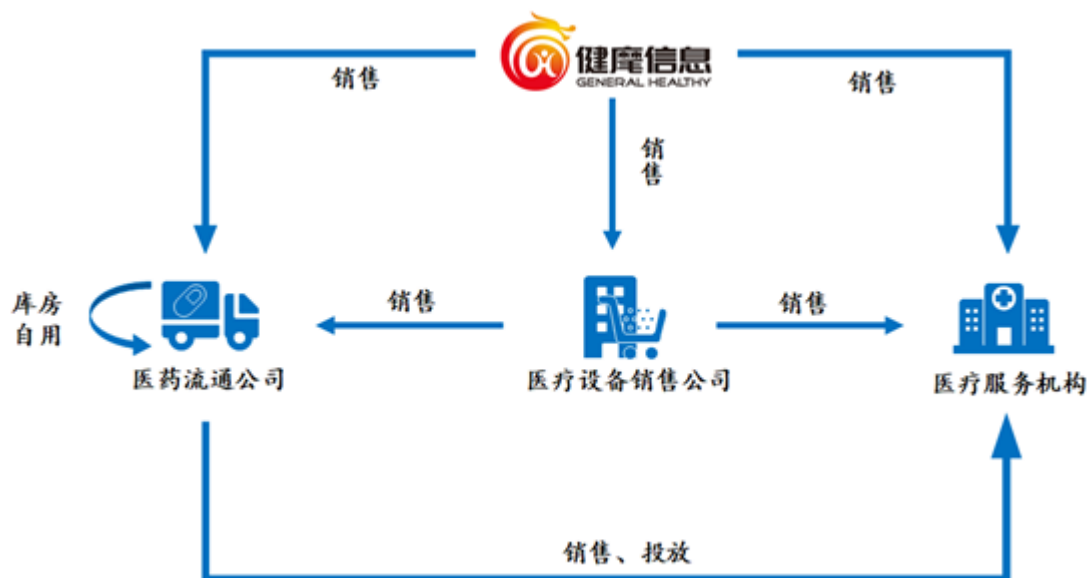 健麾信息
GENERAL HEALTHY
销售
销售
销售
库房
自用
销售
销售
医药流通公司
医疗设备销售公司
医疗服务机构
销售、投放